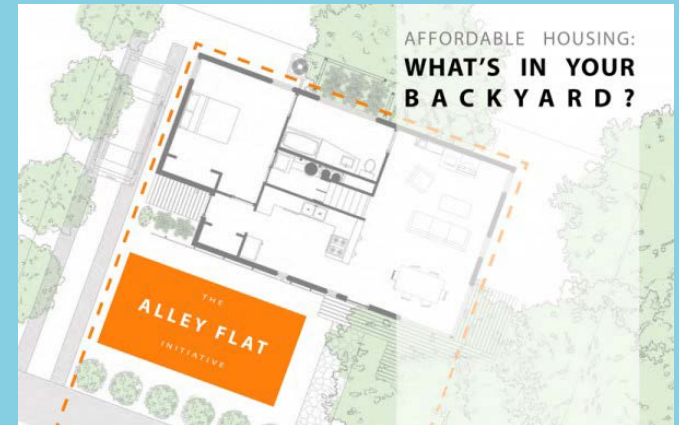 AFFORDABLE HOUSING:
WHAT'S IN YOUR
BACKYARD?
THE
ALLEY FLAT
INITIATIVE